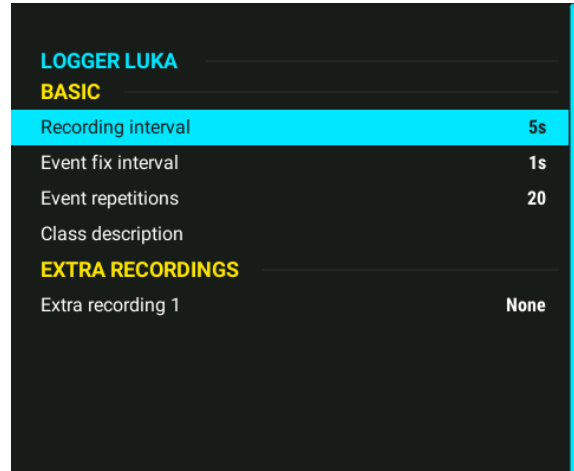 LOGGER LUKA
BASIC
Recording interval 5s
Event fix interval 1s
Event repetitions 20
Class description
EXTRA RECORDINGS
Extra recording 1 None